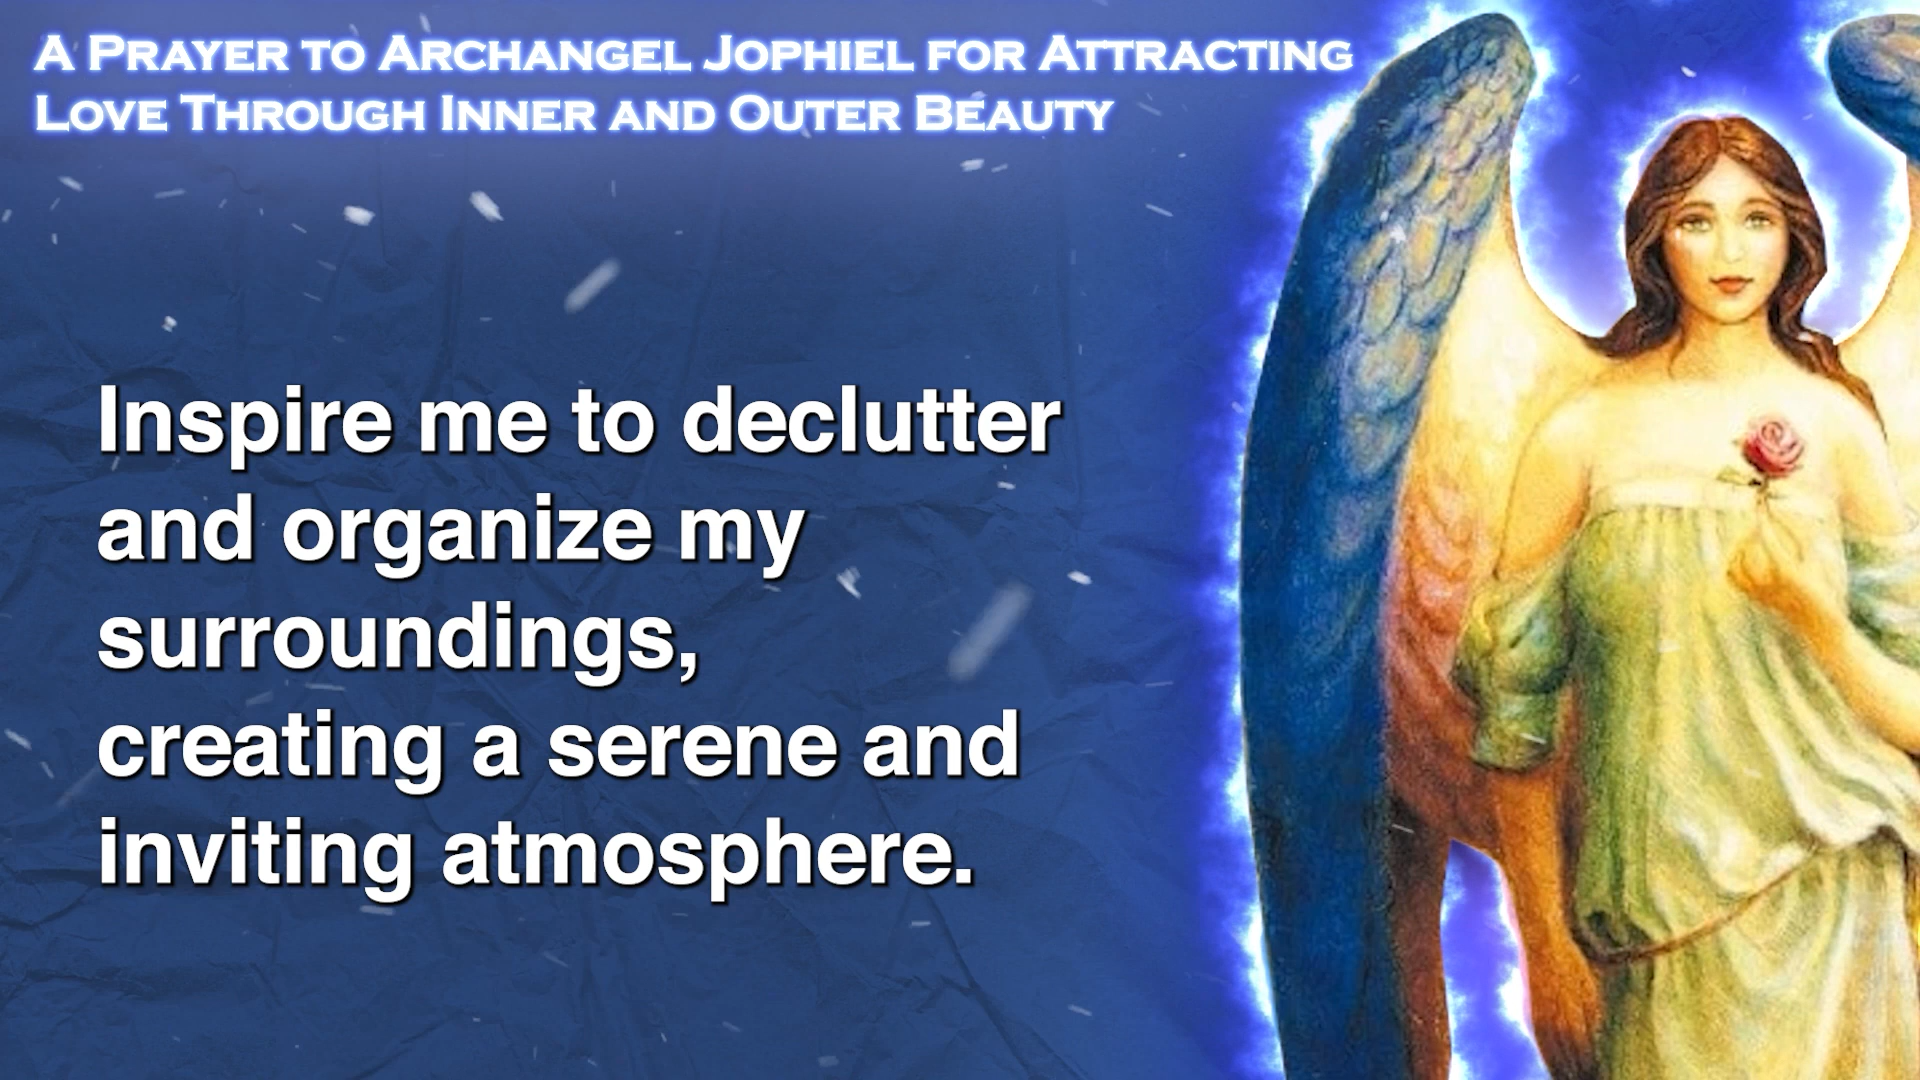 A Prayer to Archangel Jophiel for Attracting
Love Through Inner and Outer Beauty
Inspire me to declutter
and organize my
surroundings,
creating a serene and
inviting atmosphere.